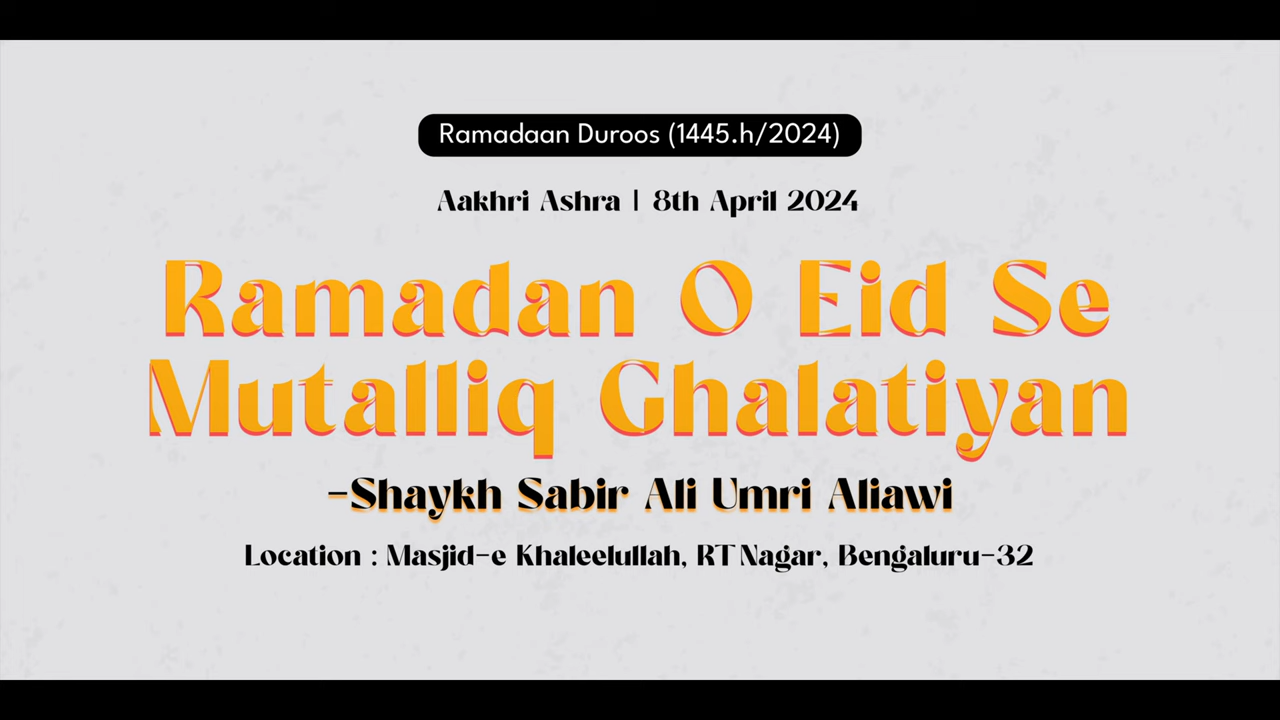 Ramadaan Duroos (1445.h/2024)
Aakhri Ashra | 8th April 2024
Ramadan O Eid Se
Mutalliq Ghalatiyan
-Shaykh Sabir Ali Umri Aliawi
Location : Masjid-e Khaleelullah, RT Nagar, Bengaluru-32